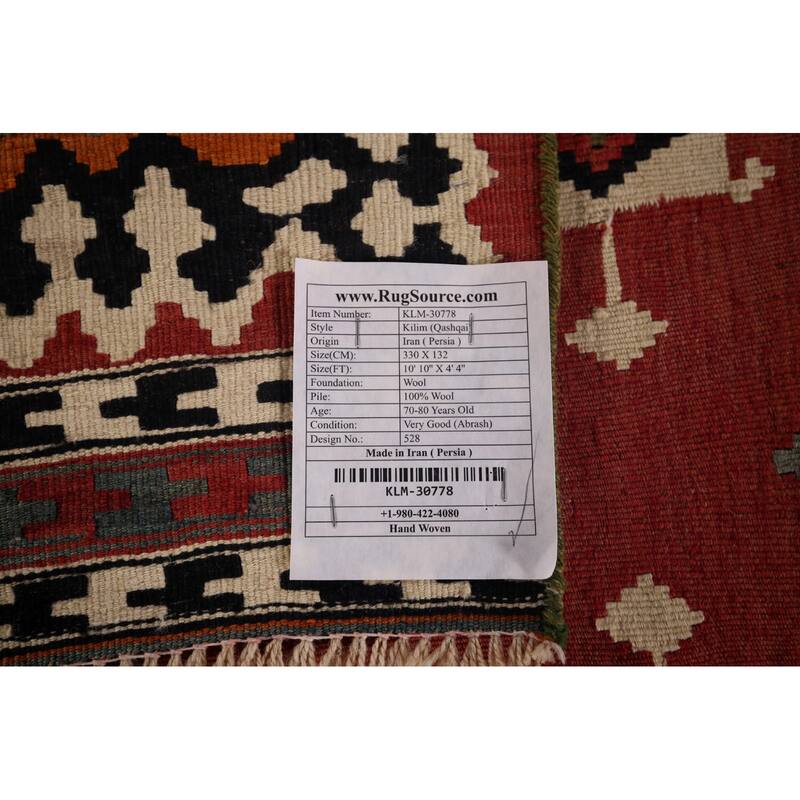 www.RugSource.com
Item Number: KLM-30778
Style Kilim (Qashqai)
Origin Iran ( Persia )
Size(CM): 330 X 132
Size(FT): 10' 10" X 4' 4"
Foundation: Wool
Pile: 100% Wool
Age: 70-80 Years Old
Condition: Very Good (Abrash)
Design No.: 528
Made in Iran ( Persia )
KLM-30778
+1-980-422-4080
Hand Woven